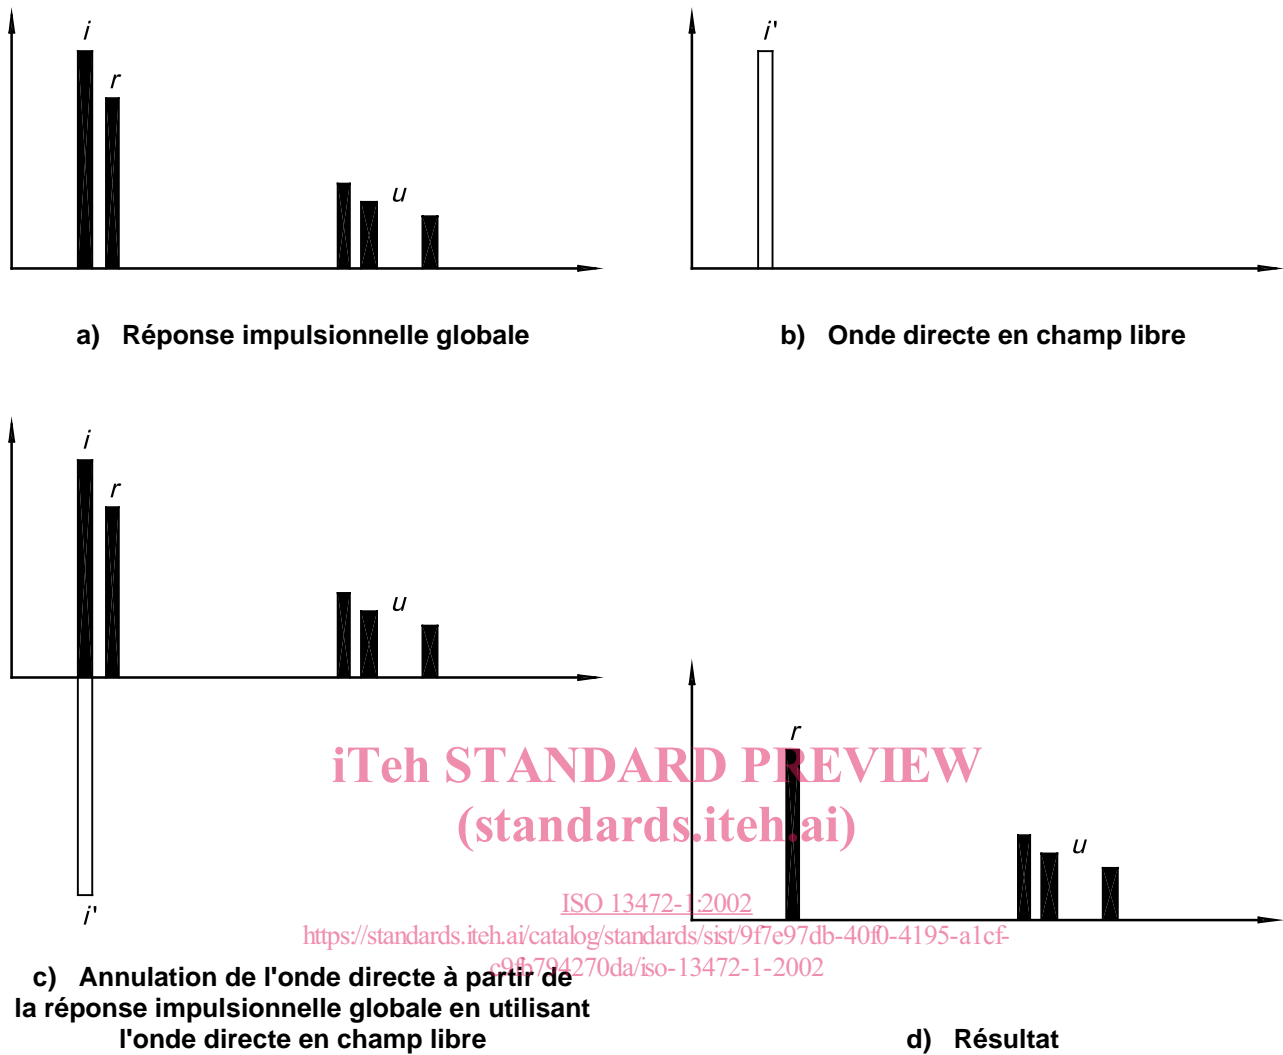 i
r
u
a) Réponse impulsionnelle globale
i'
b) Onde directe en champ libre
i
r
u
i'
c) Annulation de l'onde directe à partir de
la réponse impulsionnelle globale en utilisant
l'onde directe en champ libre
r
u
d) Résultat
iTeh STANDARD PREVIEW
(standards.iteh.ai)
ISO 13472-1:2002
https://standards.iteh.ai/catalog/standards/sist/9f7e97db-40f0-4195-a1cf-
c9fb794270da/iso-13472-1-2002